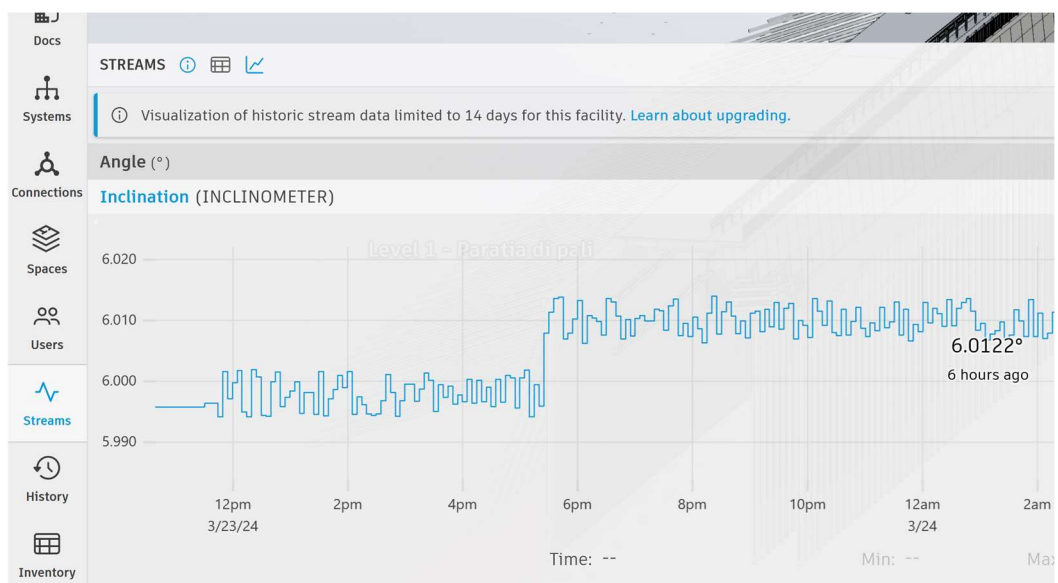 Docs
Systems
Connections
Spaces
Users
Streams
History
Inventory
STREAMS
Visualization of historic stream data limited to 14 days for this facility. Learn about upgrading.
Angle (°)
Inclination (INCLINOMETER)
Level 1 - Paratia di pali
6.020
6.010
6.000
5.990
6.0122°
6 hours ago
12pm 2pm 4pm 6pm 8pm 10pm 12am 2am
3/23/24 3/24
Time: -- Min: --